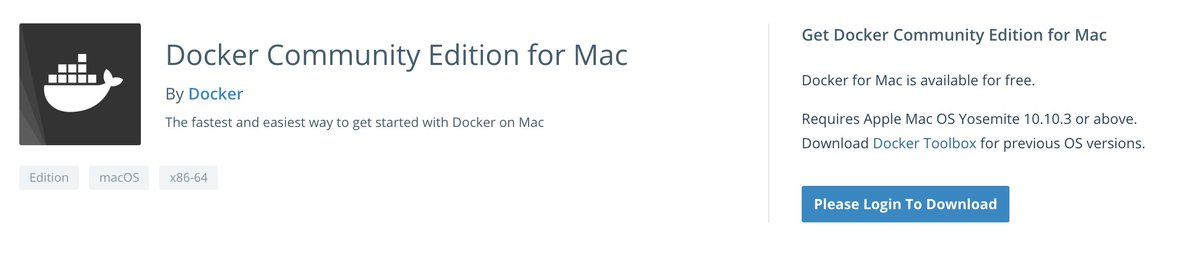 Docker Community Edition for Mac
By Docker
The fastest and easiest way to get started with Docker on Mac
Edition
macOS
x86-64
Get Docker Community Edition for Mac
Docker for Mac is available for free.
Requires Apple Mac OS Yosemite 10.10.3 or above.
Download Docker Toolbox for previous OS versions.
Please Login To Download